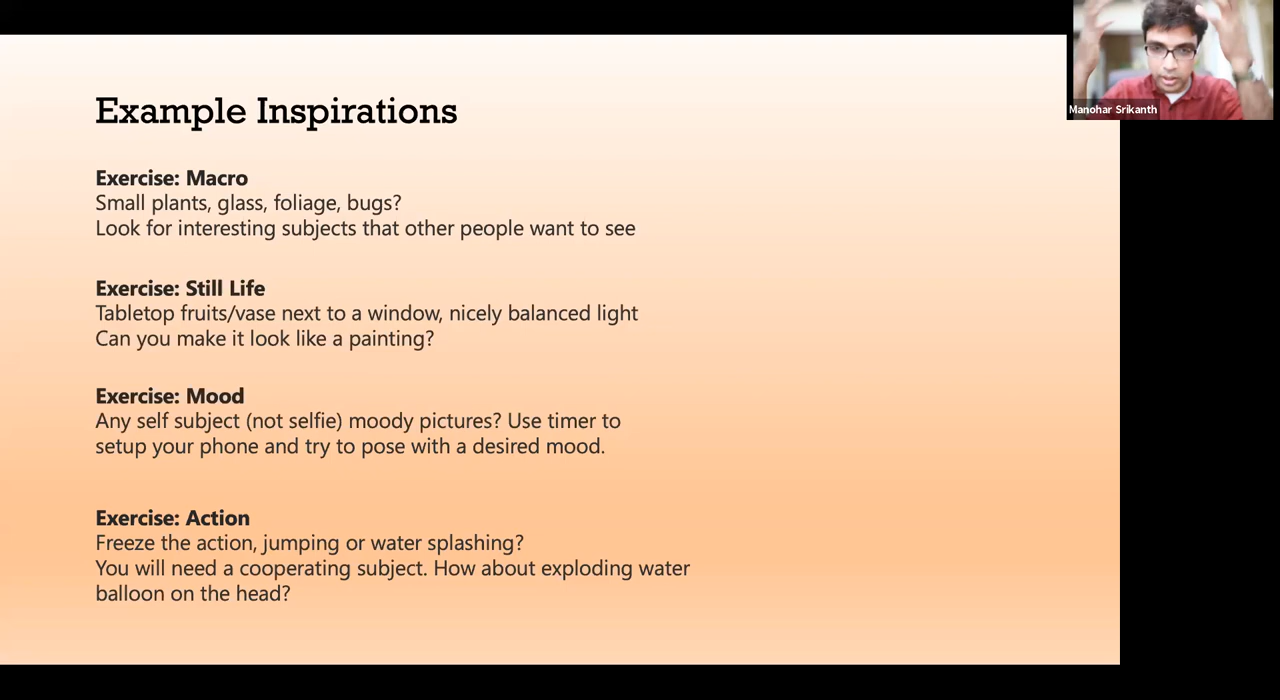 Example Inspirations
Exercise: Macro
Small plants, glass, foliage, bugs?
Look for interesting subjects that other people want to see
Exercise: Still Life
Tabletop fruits/vase next to a window, nicely balanced light
Can you make it look like a painting?
Exercise: Mood
Any self subject (not selfie) moody pictures? Use timer to
setup your phone and try to pose with a desired mood.
Exercise: Action
Freeze the action, jumping or water splashing?
You will need a cooperating subject. How about exploding water
balloon on the head?
Manohar Srikanth